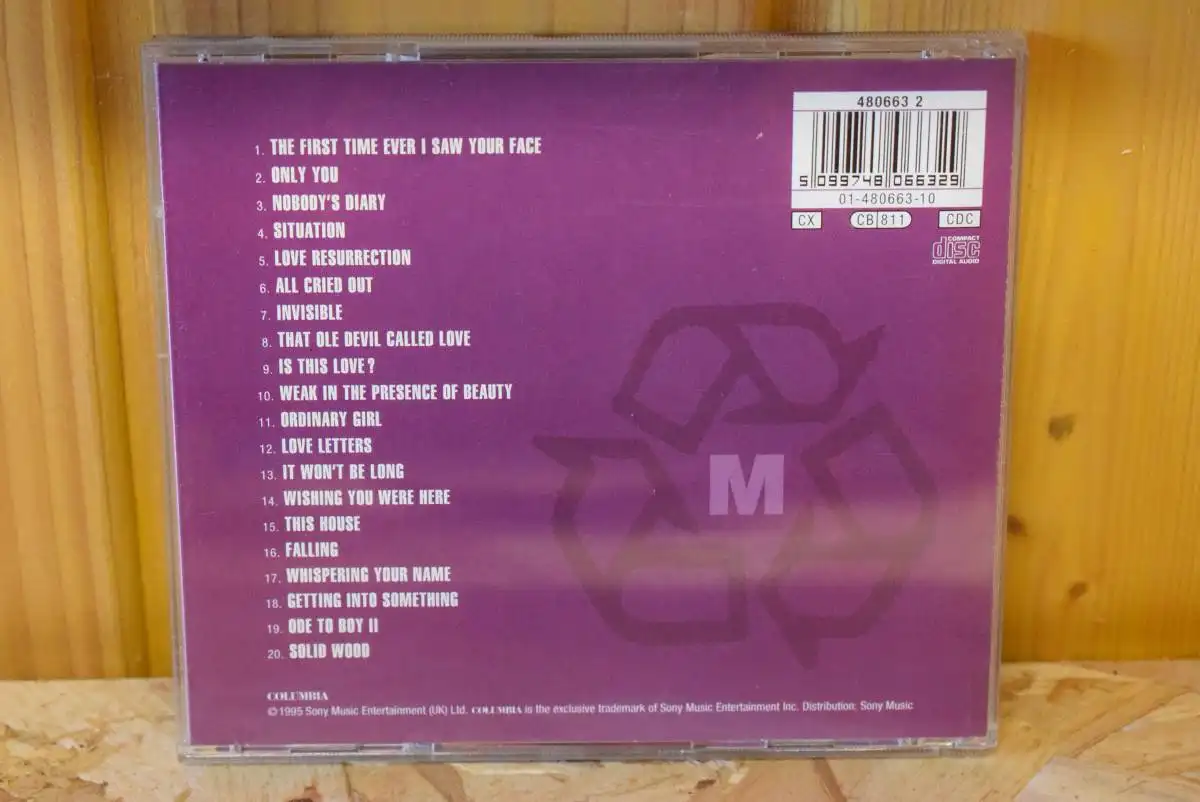 480663 2
5 099748 066329
01-480663-10
CX CB 811 CDC
COMPACT
disc
DIGITAL AUDIO
1. THE FIRST TIME EVER I SAW YOUR FACE
2. ONLY YOU
3. NOBODY'S DIARY
4. SITUATION
5. LOVE RESURRECTION
6. ALL CRIED OUT
7. INVISIBLE
8. THAT OLE DEVIL CALLED LOVE
9. IS THIS LOVE?
10. WEAK IN THE PRESENCE OF BEAUTY
11. ORDINARY GIRL
12. LOVE LETTERS
13. IT WON'T BE LONG
14. WISHING YOU WERE HERE
15. THIS HOUSE
16. FALLING
17. WHISPERING YOUR NAME
18. GETTING INTO SOMETHING
19. ODE TO BOY II
20. SOLID WOOD
M
COLUMBIA
© 1995 Sony Music Entertainment (UK) Ltd. COLUMBIA is the exclusive trademark of Sony Music Entertainment Inc. Distribution: Sony Music